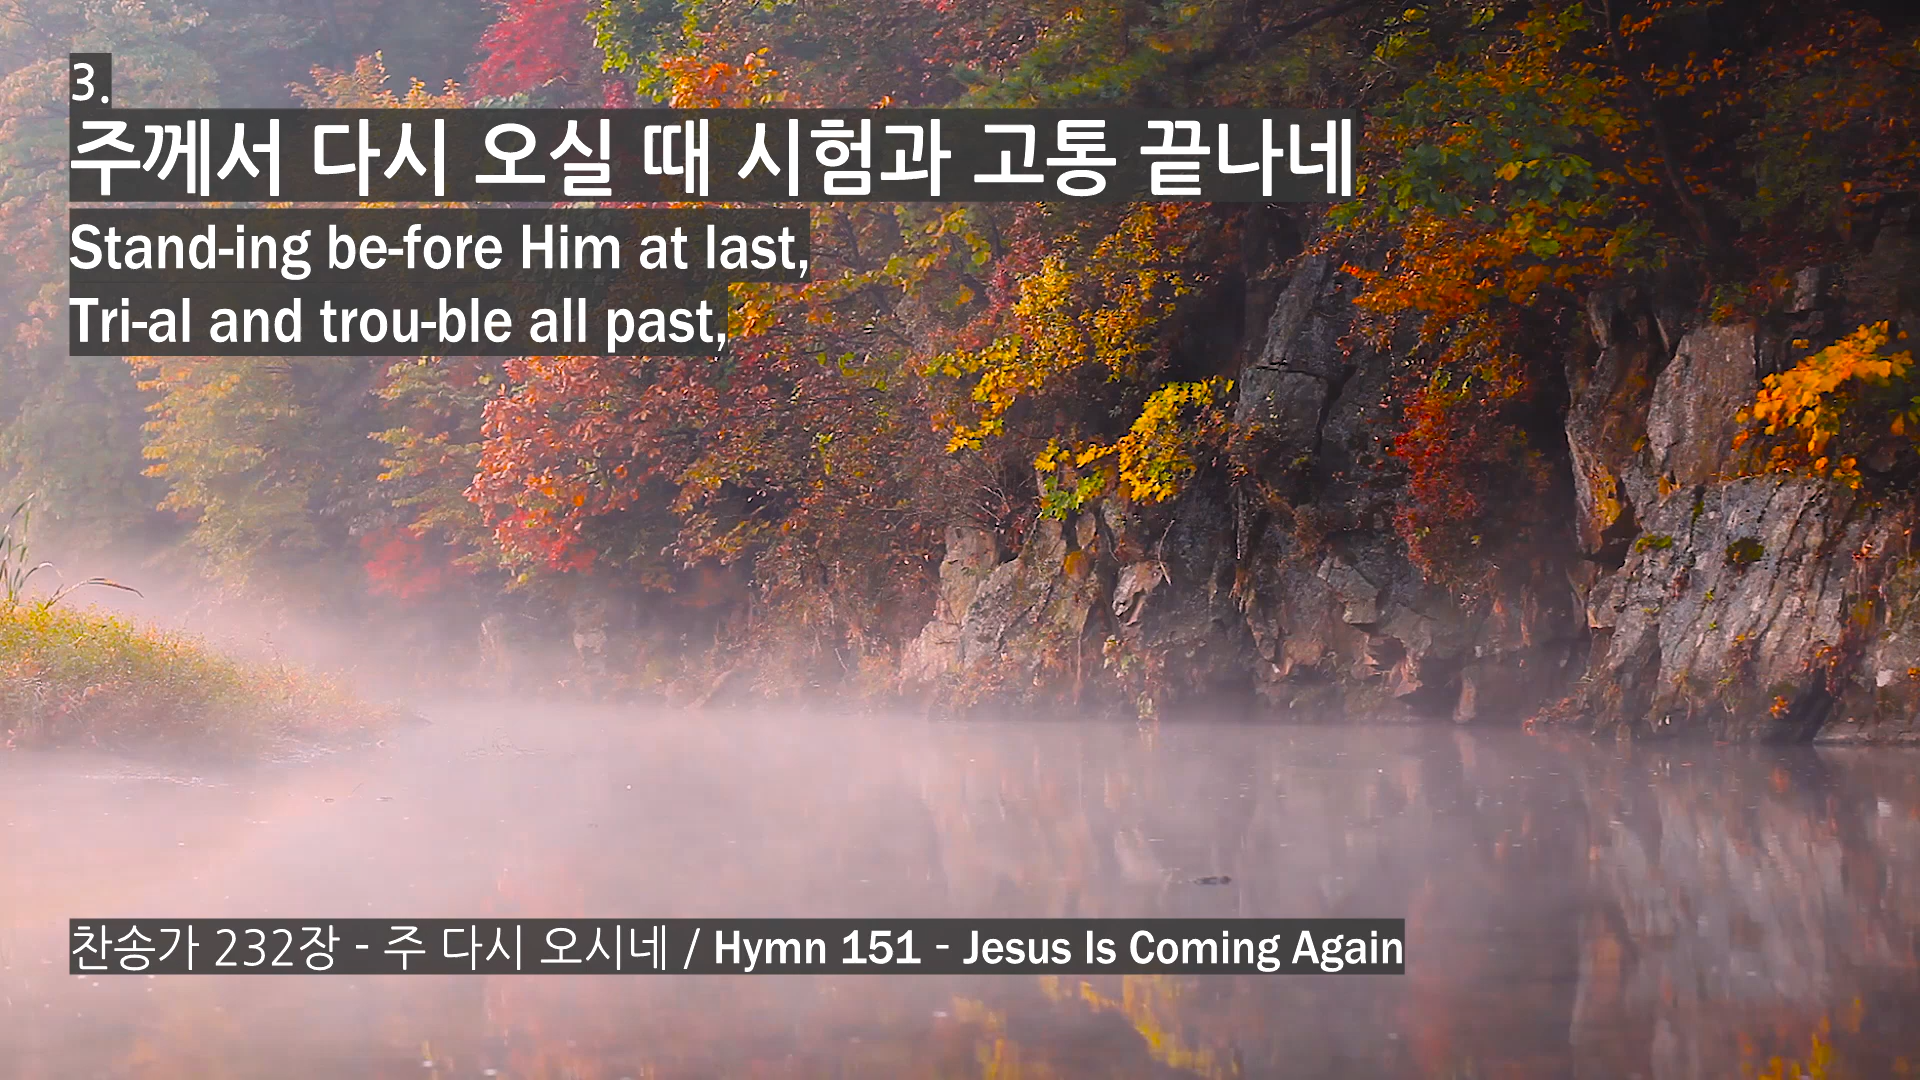 3.
주께서 다시 오실 때 시험과 고통 끝나네
Stand-ing be-fore Him at last,
Tri-al and trou-ble all past,
찬송가 232장 - 주 다시 오시네 / Hymn 151 - Jesus Is Coming Again